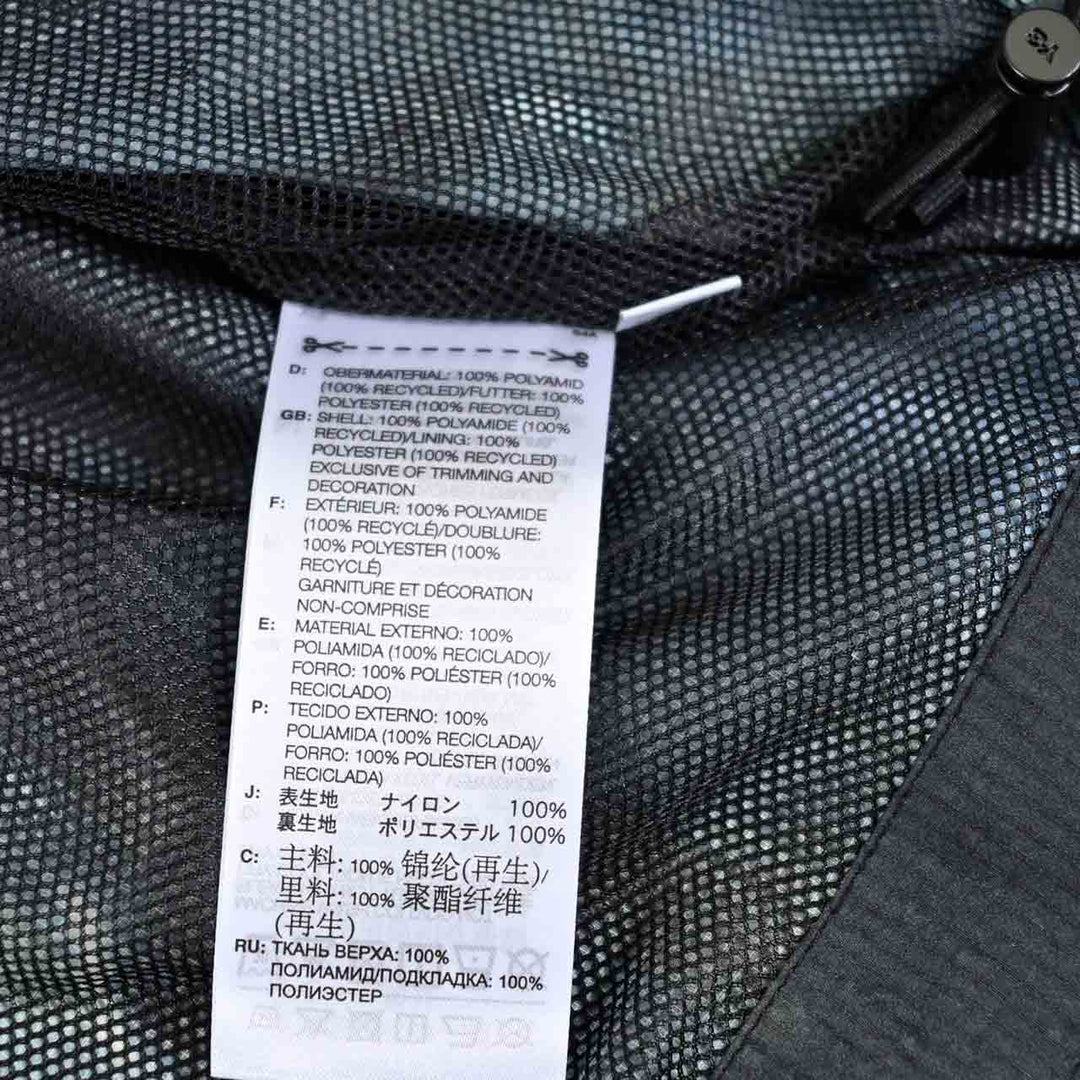 D: OBERMATERIAL: 100% POLYAMID
(100% RECYCLED)/FUTTER: 100%
POLYESTER (100% RECYCLED)
GB: SHELL: 100% POLYAMIDE (100%
RECYCLED)/LINING: 100%
POLYESTER (100% RECYCLED)
EXCLUSIVE OF TRIMMING AND
DECORATION
F: EXTÉRIEUR: 100% POLYAMIDE
(100% RECYCLÉ)/DOUBLURE:
100% POLYESTER (100%
RECYCLÉ)
GARNITURE ET DÉCORATION
NON-COMPRISE
E: MATERIAL EXTERNO: 100%
POLIAMIDA (100% RECICLADO)/
FORRO: 100% POLIÉSTER (100%
RECICLADO)
P: TECIDO EXTERNO: 100%
POLIAMIDA (100% RECICLADA)/
FORRO: 100% POLIÉSTER (100%
RECICLADA)
J: 表生地 ナイロン 100%
裏生地 ポリエステル 100%
C: 主料: 100% 锦纶(再生)/
里料: 100% 聚酯纤维
(再生)
RU: ТКАНЬ ВЕРХА: 100%
ПОЛИАМИД/ПОДКЛАДКА: 100%
ПОЛИЭСТЕР